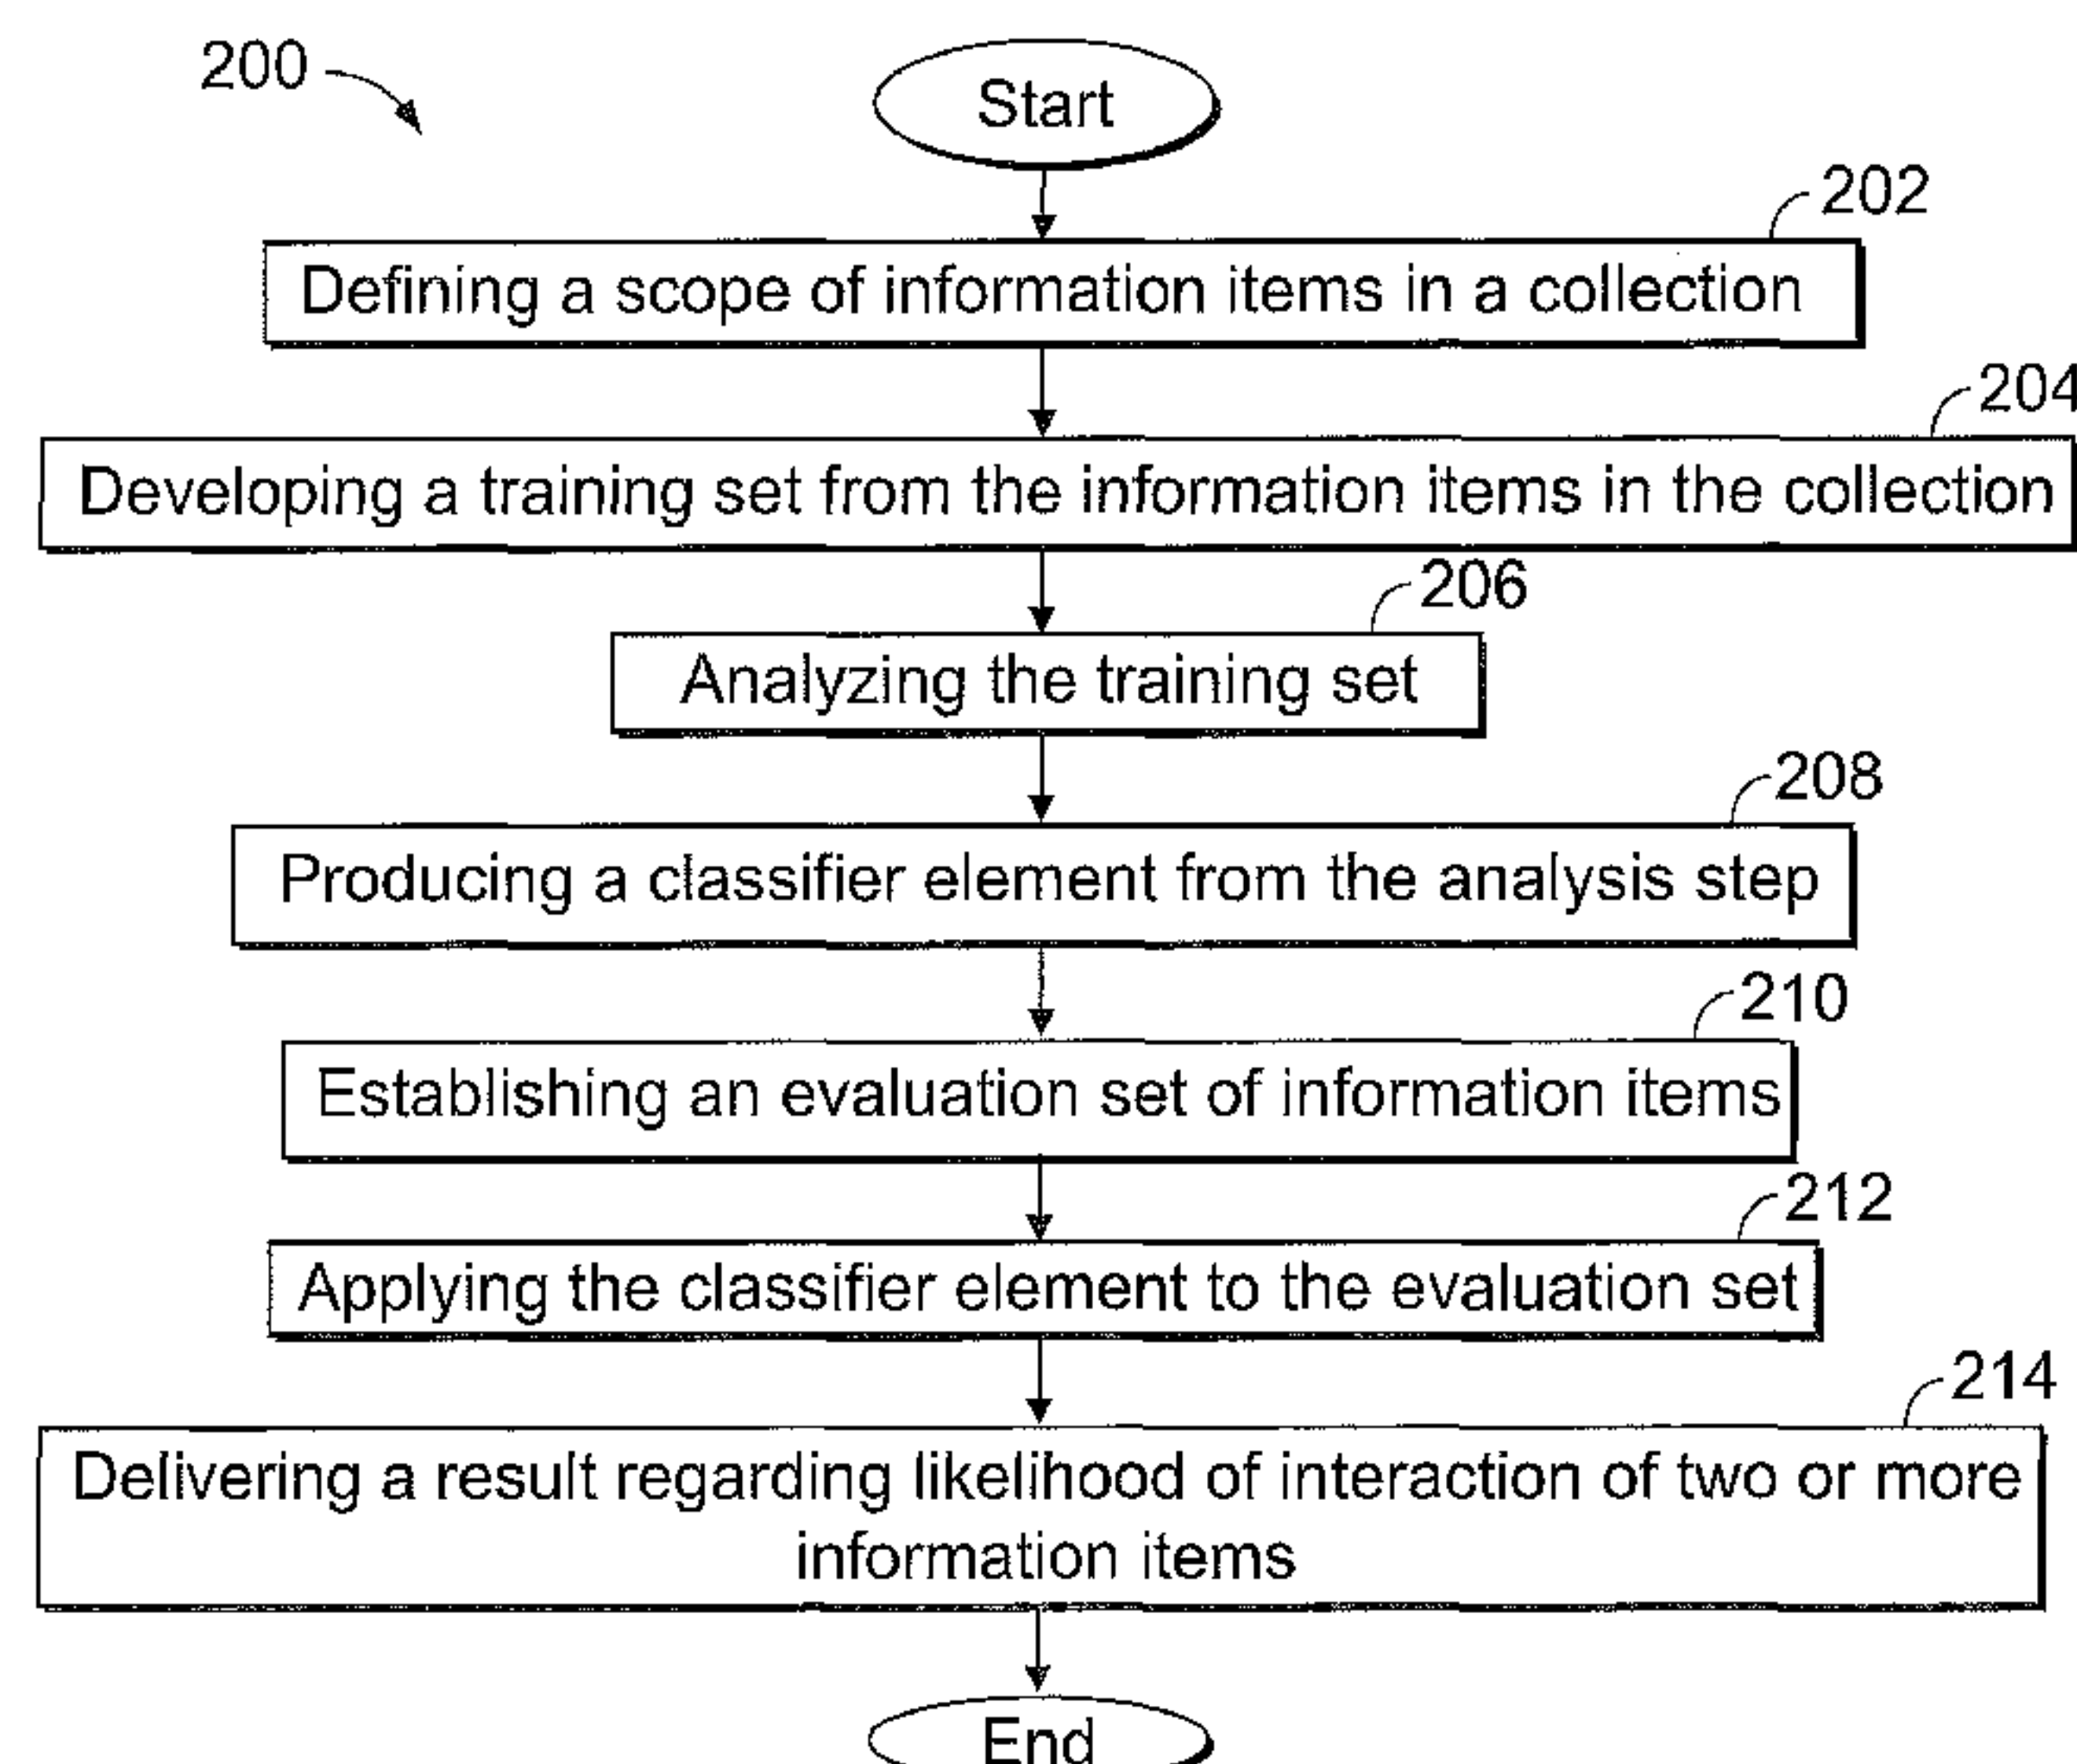 200
Start
202
Defining a scope of information items in a collection
204
Developing a training set from the information items in the collection
206
Analyzing the training set
208
Producing a classifier element from the analysis step
210
Establishing an evaluation set of information items
212
Applying the classifier element to the evaluation set
214
Delivering a result regarding likelihood of interaction of two or more
information items
End